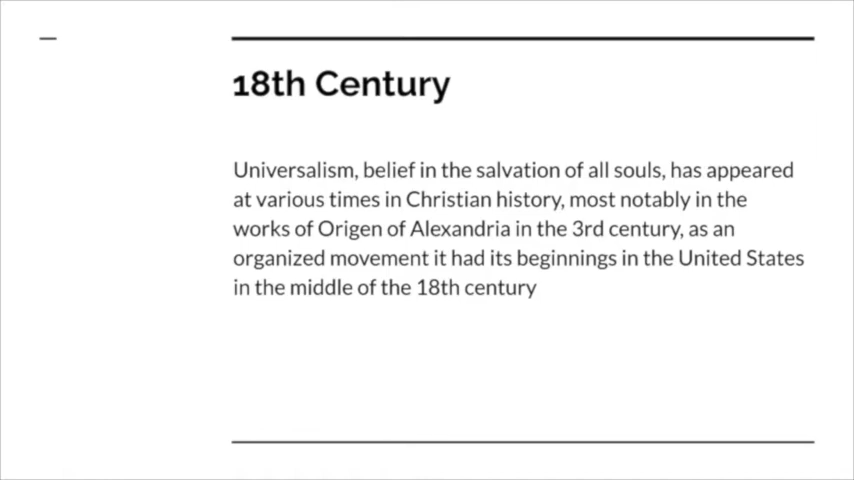 18th Century
Universalism, belief in the salvation of all souls, has appeared
at various times in Christian history, most notably in the
works of Origen of Alexandria in the 3rd century, as an
organized movement it had its beginnings in the United States
in the middle of the 18th century